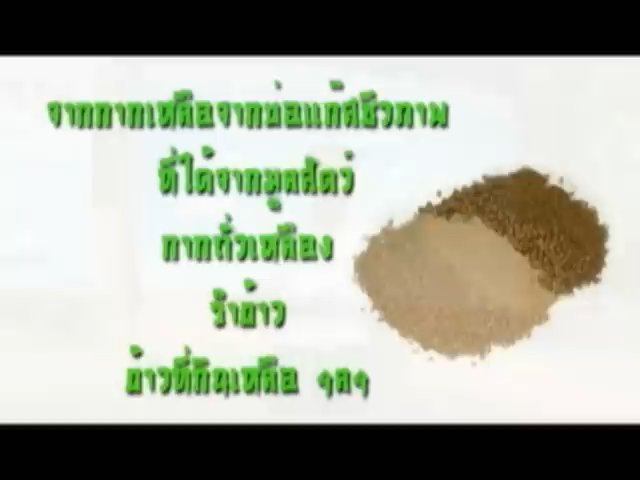 จากกากเหลือจากบ่อแก๊สชีวภาพ
ที่ได้จากมูลสัตว์
กากถั่วเหลือง
รำข้าว
ข้าวที่กินเหลือ ฯลฯ